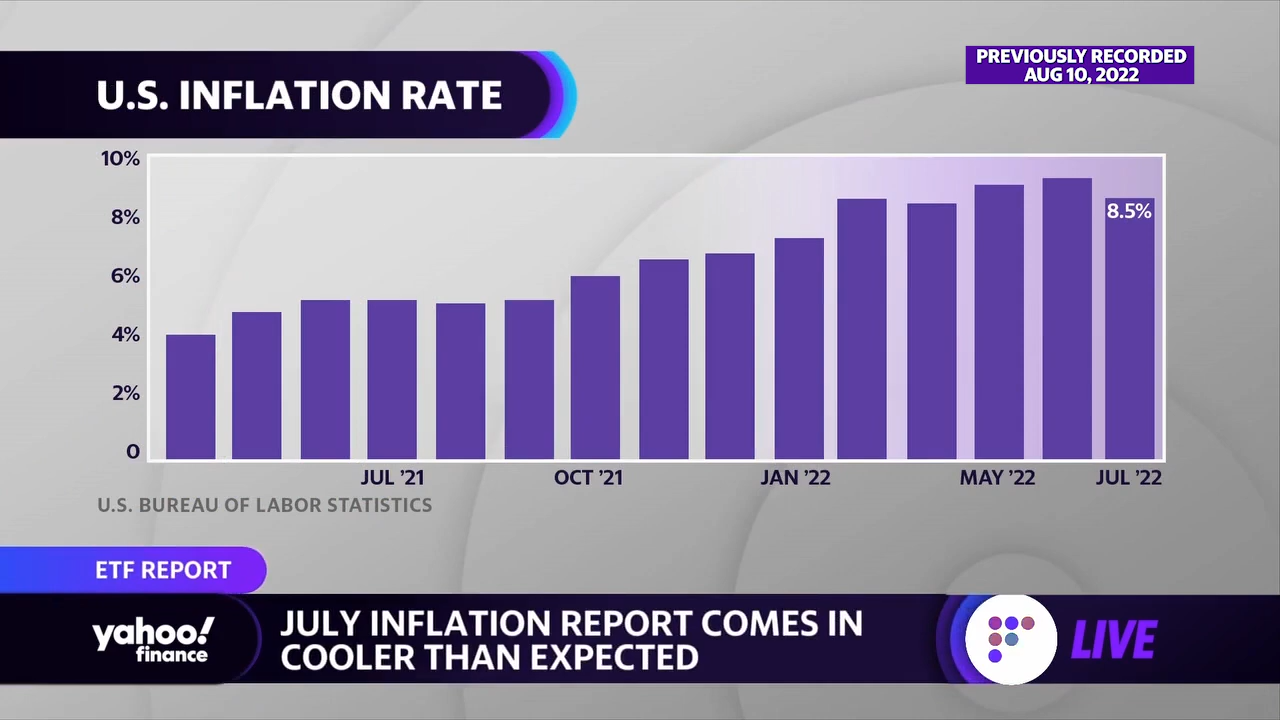 U.S. INFLATION RATE
PREVIOUSLY RECORDED
AUG 10, 2022
10%
8%
6%
4%
2%
0
8.5%
JUL ’21
OCT ’21
JAN ’22
MAY ’22
JUL ’22
U.S. BUREAU OF LABOR STATISTICS
ETF REPORT
yahoo!
finance
JULY INFLATION REPORT COMES IN
COOLER THAN EXPECTED
LIVE